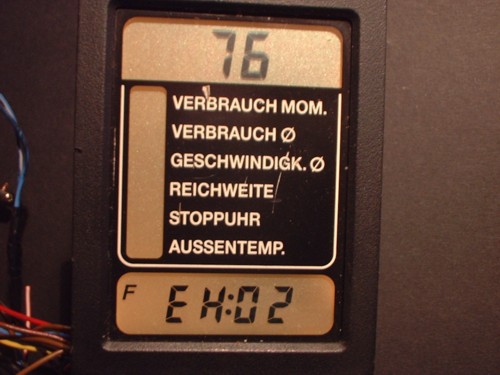 76
VERBRAUCH MOM.
VERBRAUCH Ø
GESCHWINDIGK. Ø
REICHWEITE
STOPPUHR
AUSSENTEMP.
F EH:02